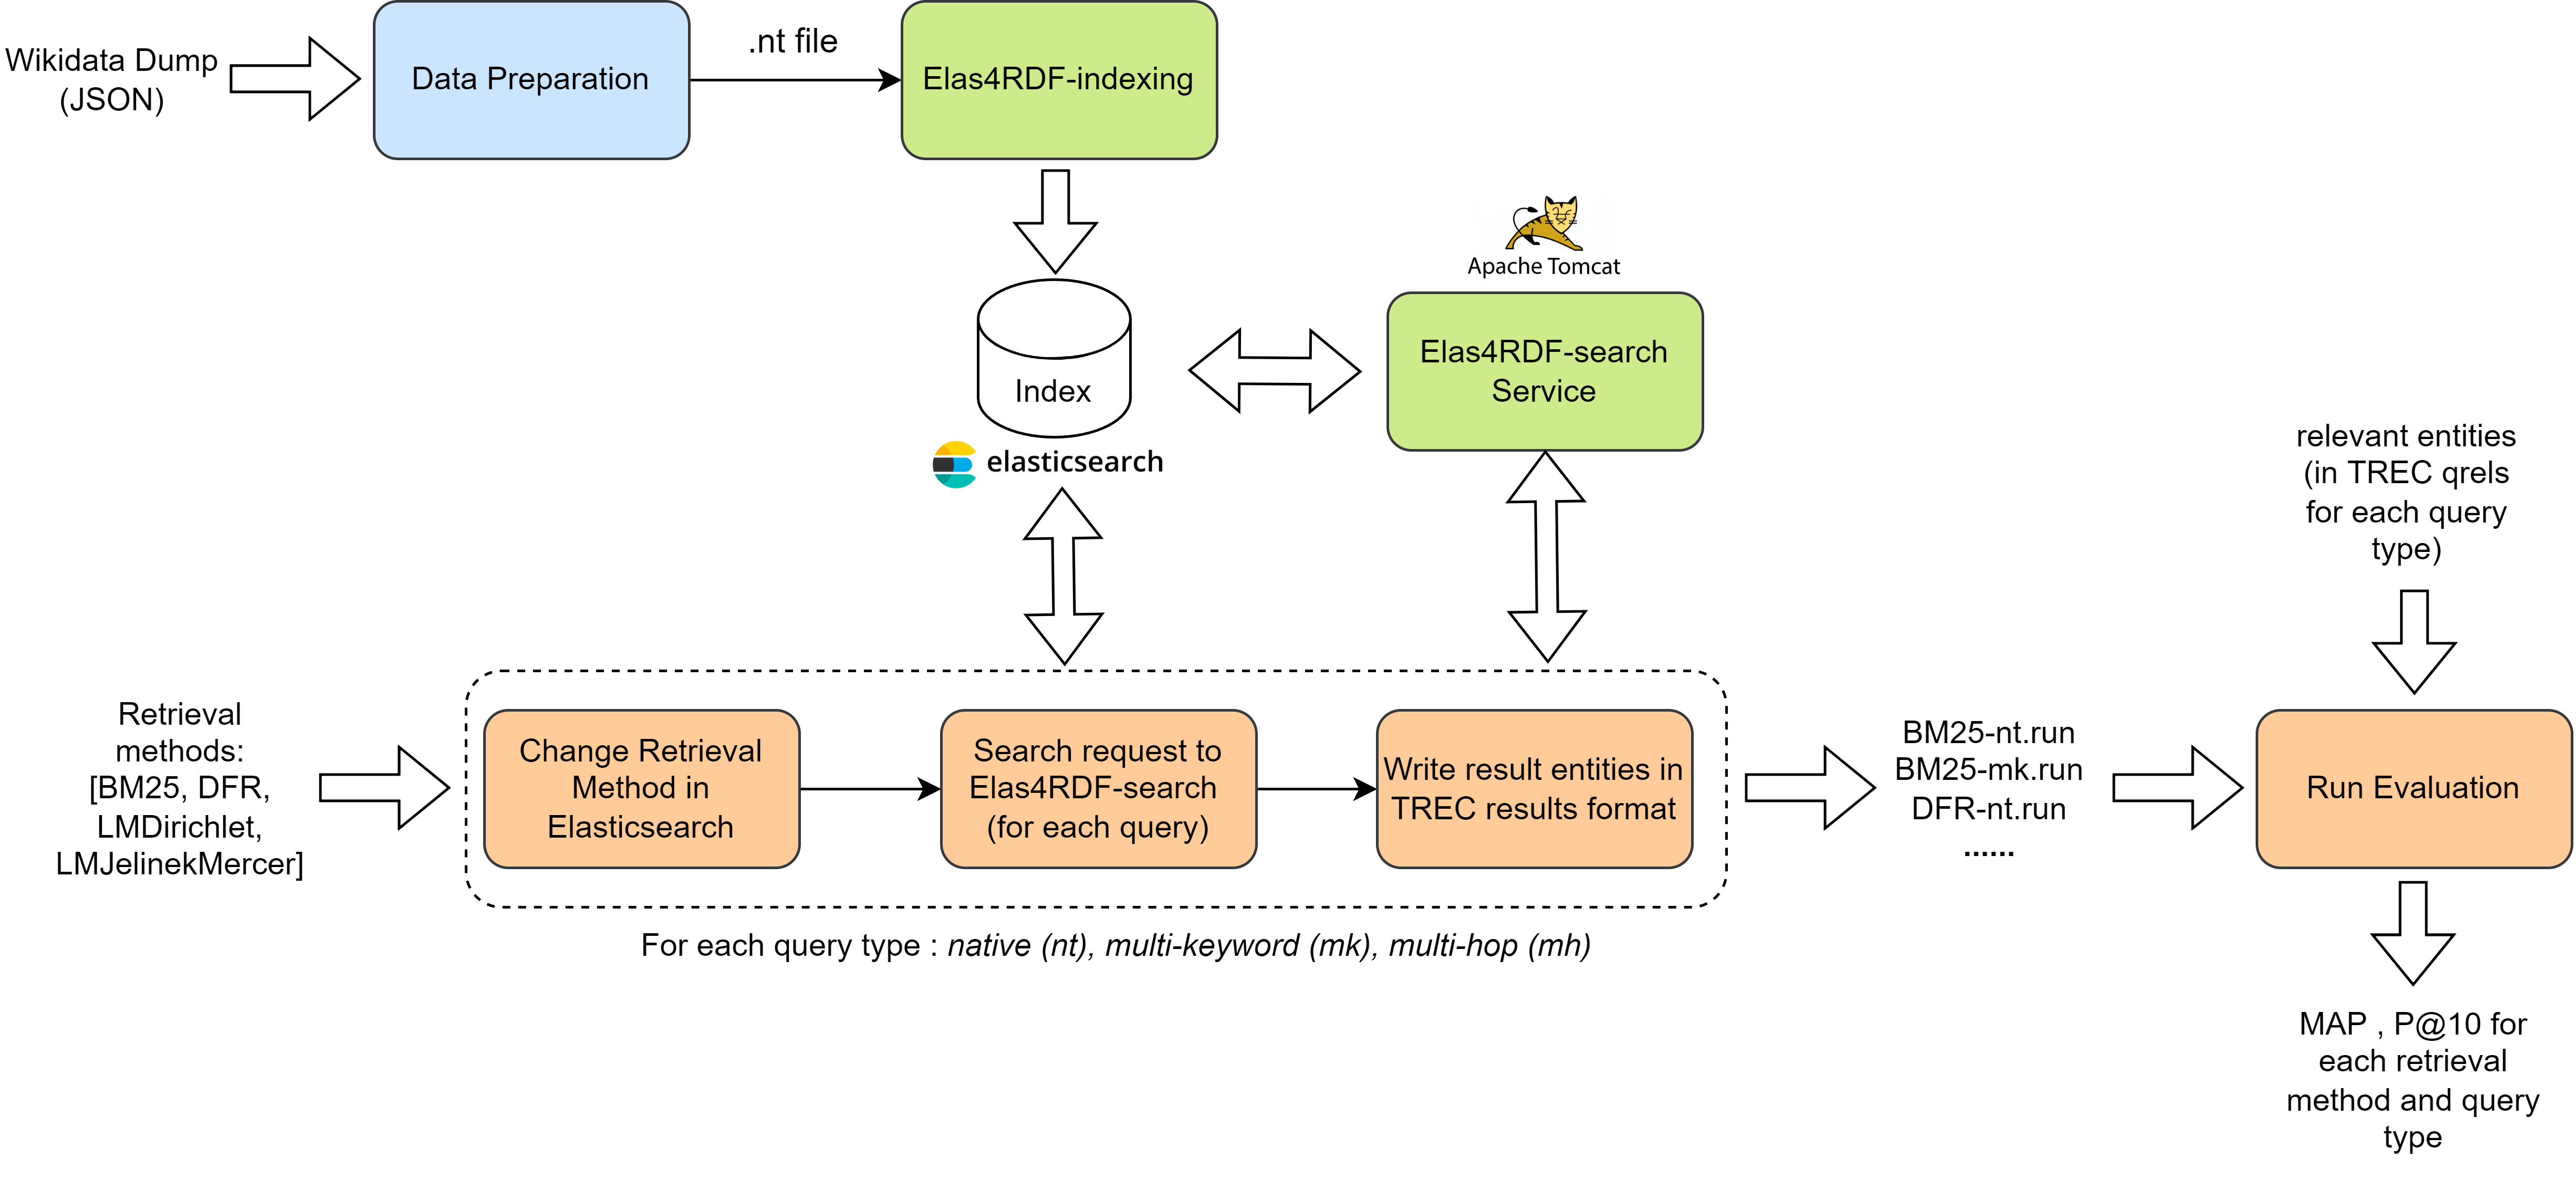 Wikidata Dump
(JSON)
Data Preparation
.nt file
Elas4RDF-indexing
Apache Tomcat
Index
elasticsearch
Elas4RDF-search
Service
relevant entities
(in TREC qrels
for each query
type)
Retrieval
methods:
[BM25, DFR,
LMDirichlet,
LMJelinekMercer]
Change Retrieval
Method in
Elasticsearch
Search request to
Elas4RDF-search
(for each query)
Write result entities in
TREC results format
BM25-nt.run
BM25-mk.run
DFR-nt.run
......
Run Evaluation
For each query type : native (nt), multi-keyword (mk), multi-hop (mh)
MAP , P@10 for
each retrieval
method and query
type